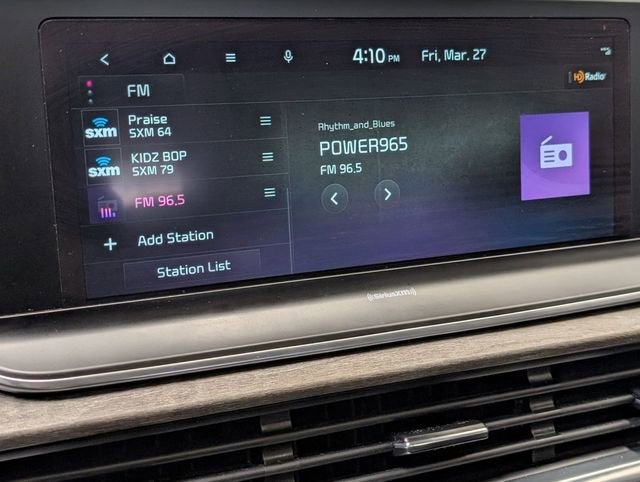 4:10 PM
Fri, Mar. 27
HD Radio
FM
sxm
Praise
SXM 64
sxm
KIDZ BOP
SXM 79
FM 96.5
Add Station
Station List
Rhythm_and_Blues
POWER965
FM 96.5
((SiriusXM))